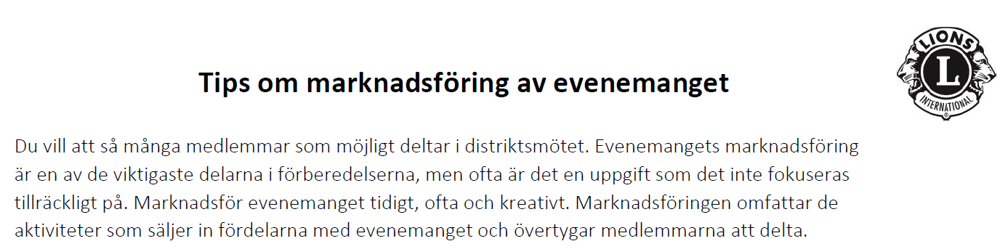 LIONS
L
INTERNATIONAL
®
Tips om marknadsföring av evenemanget
Du vill att så många medlemmar som möjligt deltar i distriktsmötet. Evenemangets marknadsföring
är en av de viktigaste delarna i förberedelserna, men ofta är det en uppgift som det inte fokuseras
tillräckligt på. Marknadsför evenemanget tidigt, ofta och kreativt. Marknadsföringen omfattar de
aktiviteter som säljer in fördelarna med evenemanget och övertygar medlemmarna att delta.